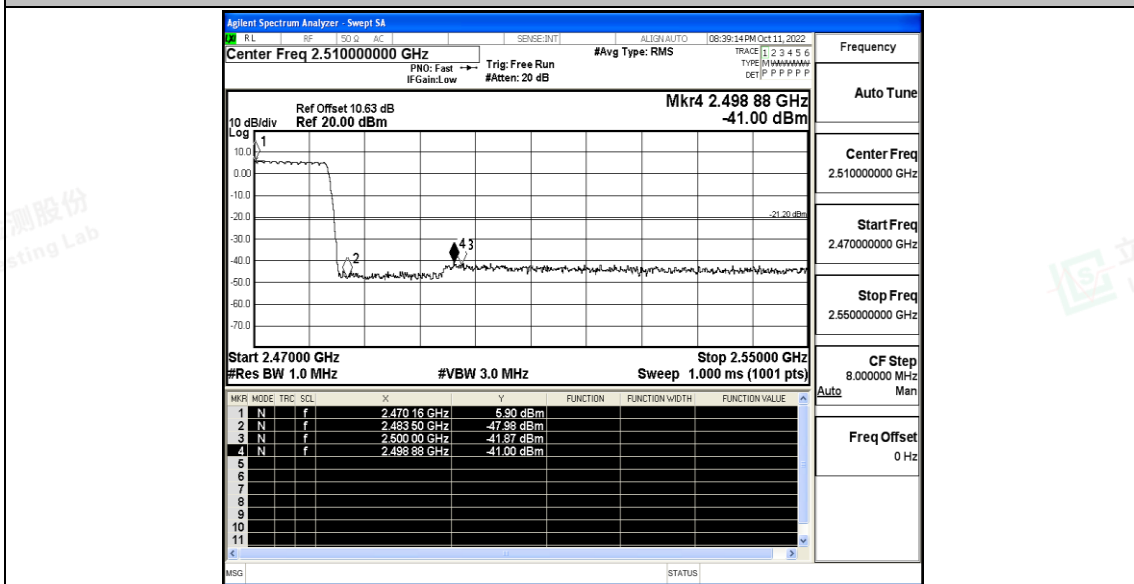 Agilent Spectrum Analyzer - Swept SA
RL RF 50 Ω AC SENSE:INT ALIGN AUTO 08:39:14 PM Oct 11, 2022
Center Freq 2.510000000 GHz
PNO: Fast
IFGain:Low
Trig: Free Run
#Atten: 20 dB
#Avg Type: RMS
TRACE 1 2 3 4 5 6
TYPE M
DET P P P P P P
Ref Offset 10.63 dB
Ref 20.00 dBm
10 dB/div
Log
Mkr4 2.498 88 GHz
-41.00 dBm
10.0
0.00
-10.0
-20.0
-30.0
-40.0
-50.0
-60.0
-70.0
1
2
4 3
-21.20 dBm
Start 2.47000 GHz Stop 2.55000 GHz
#Res BW 1.0 MHz #VBW 3.0 MHz Sweep 1.000 ms (1001 pts)
MKR MODE TRC SCL X Y FUNCTION FUNCTION WIDTH FUNCTION VALUE
1 N f 2.470 16 GHz 5.90 dBm
2 N f 2.483 50 GHz -47.98 dBm
3 N f 2.500 00 GHz -41.87 dBm
4 N f 2.498 88 GHz -41.00 dBm
5
6
7
8
9
10
11
MSG STATUS
Frequency
Auto Tune
Center Freq
2.510000000 GHz
Start Freq
2.470000000 GHz
Stop Freq
2.550000000 GHz
CF Step
8.000000 MHz
Auto Man
Freq Offset
0 Hz
测股份
sting Lab
立